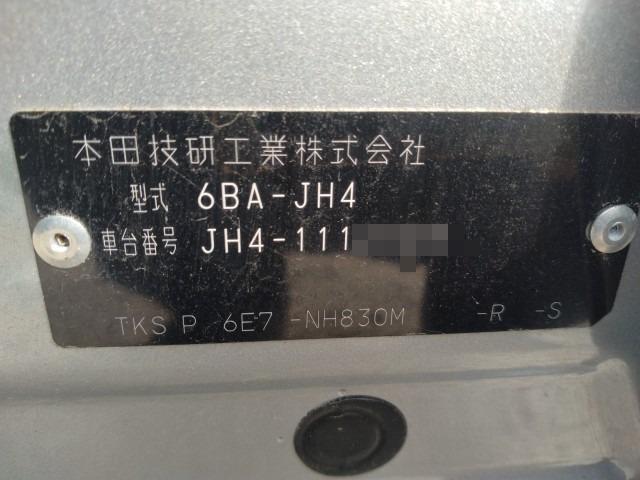 本田技研工業株式会社
型式 6BA-JH4
車台番号 JH4-111
TKS P 6E7 -NH830M -R -S